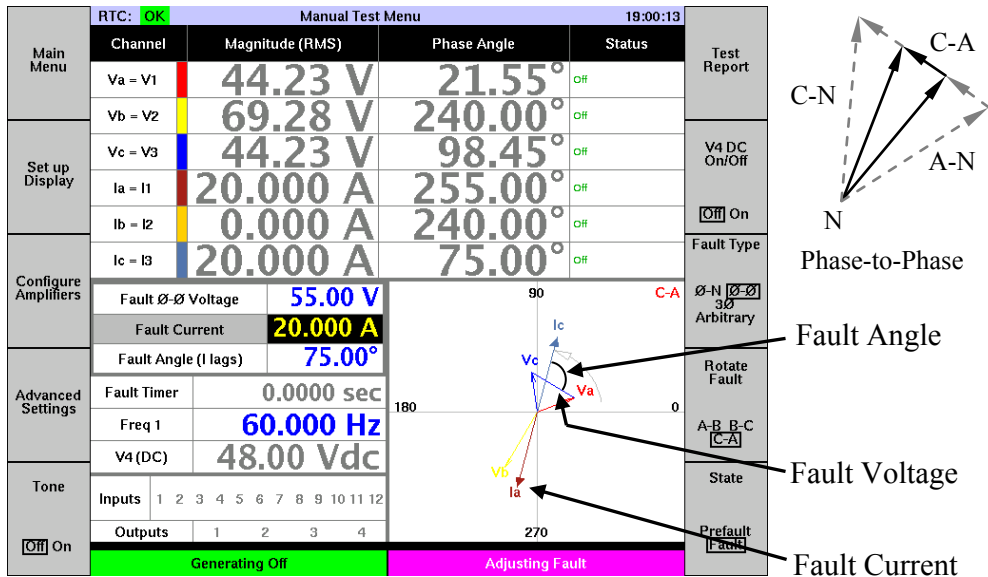 RTC: OK Manual Test Menu 19:00:13
Main Menu
Set up Display
Configure Amplifiers
Advanced Settings
Tone
Off On
Channel Magnitude (RMS) Phase Angle Status
Va = V1 44.23 V 21.55° Off
Vb = V2 69.28 V 240.00° Off
Vc = V3 44.23 V 98.45° Off
Ia = I1 20.000 A 255.00° Off
Ib = I2 0.000 A 240.00° Off
Ic = I3 20.000 A 75.00° Off
Fault Ø-Ø Voltage 55.00 V
Fault Current 20.000 A
Fault Angle (I lags) 75.00°
Fault Timer 0.0000 sec
Freq 1 60.000 Hz
V4 (DC) 48.00 Vdc
Inputs 1 2 3 4 5 6 7 8 9 10 11 12
Outputs 1 2 3 4
Generating Off
90 C-A
Ic
Vc
Va
180 0
Vb
Ia
270
Adjusting Fault
Test Report
V4 DC On/Off
Off On
Fault Type
Ø-N Ø-Ø
3Ø
Arbitrary
Rotate Fault
A-B B-C
C-A
State
Prefault
Fault
C-A
C-N
A-N
N
Phase-to-Phase
Fault Angle
Fault Voltage
Fault Current